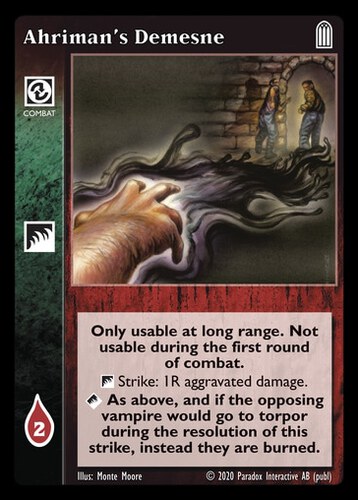 Ahriman's Demesne
COMBAT
Only usable at long range. Not
usable during the first round
of combat.
Strike: 1R aggravated damage.
As above, and if the opposing
vampire would go to torpor
during the resolution of this
strike, instead they are burned.
2
Illus: Monte Moore © 2020 Paradox Interactive AB (publ)